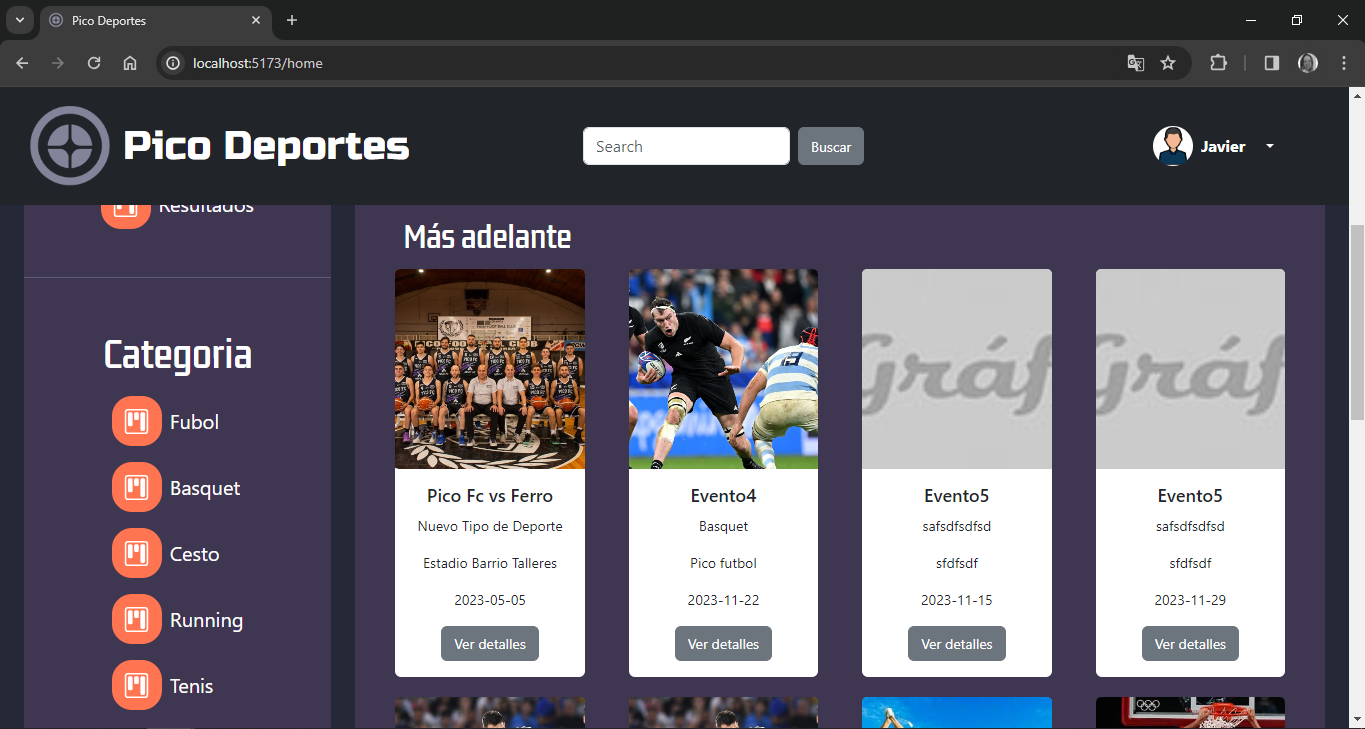 Pico Deportes
localhost:5173/home
Pico Deportes
Search
Buscar
Javier
Resultados
Categoria
Fubol
Basquet
Cesto
Running
Tenis
Más adelante
PICO FC
Pico Fc vs Ferro
Nuevo Tipo de Deporte
Estadio Barrio Talleres
2023-05-05
Ver detalles
Evento4
Basquet
Pico futbol
2023-11-22
Ver detalles
Gráf
Evento5
safsdfsdfsd
sfdfsdf
2023-11-15
Ver detalles
Gráf
Evento5
safsdfsdfsd
sfdfsdf
2023-11-29
Ver detalles